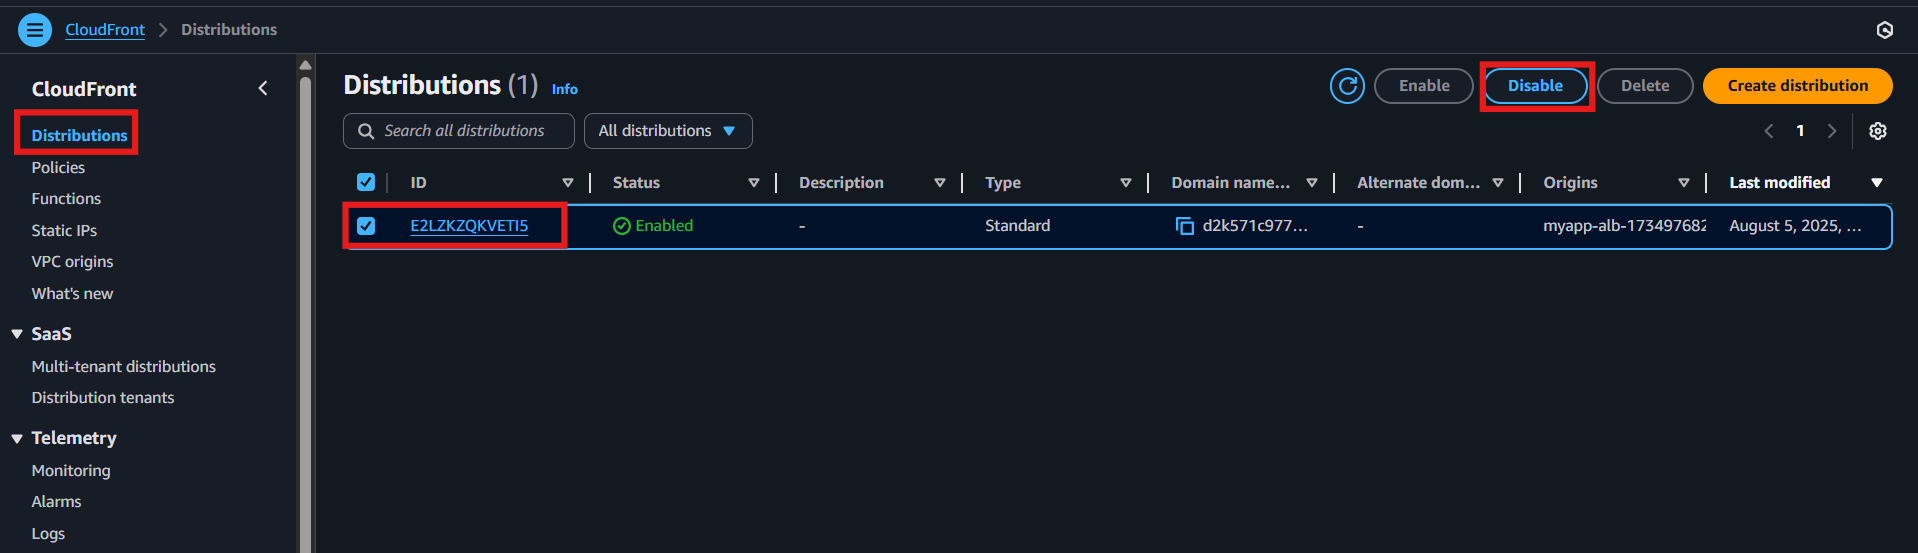 CloudFront > Distributions
CloudFront
Distributions
Policies
Functions
Static IPs
VPC origins
What's new
SaaS
Multi-tenant distributions
Distribution tenants
Telemetry
Monitoring
Alarms
Logs
Distributions (1) Info
Enable Disable Delete Create distribution
Search all distributions All distributions
1
ID Status Description Type Domain name... Alternate dom... Origins Last modified
E2LZKZQKVETI5 Enabled - Standard d2k571c977... - myapp-alb-173497682 August 5, 2025, ...